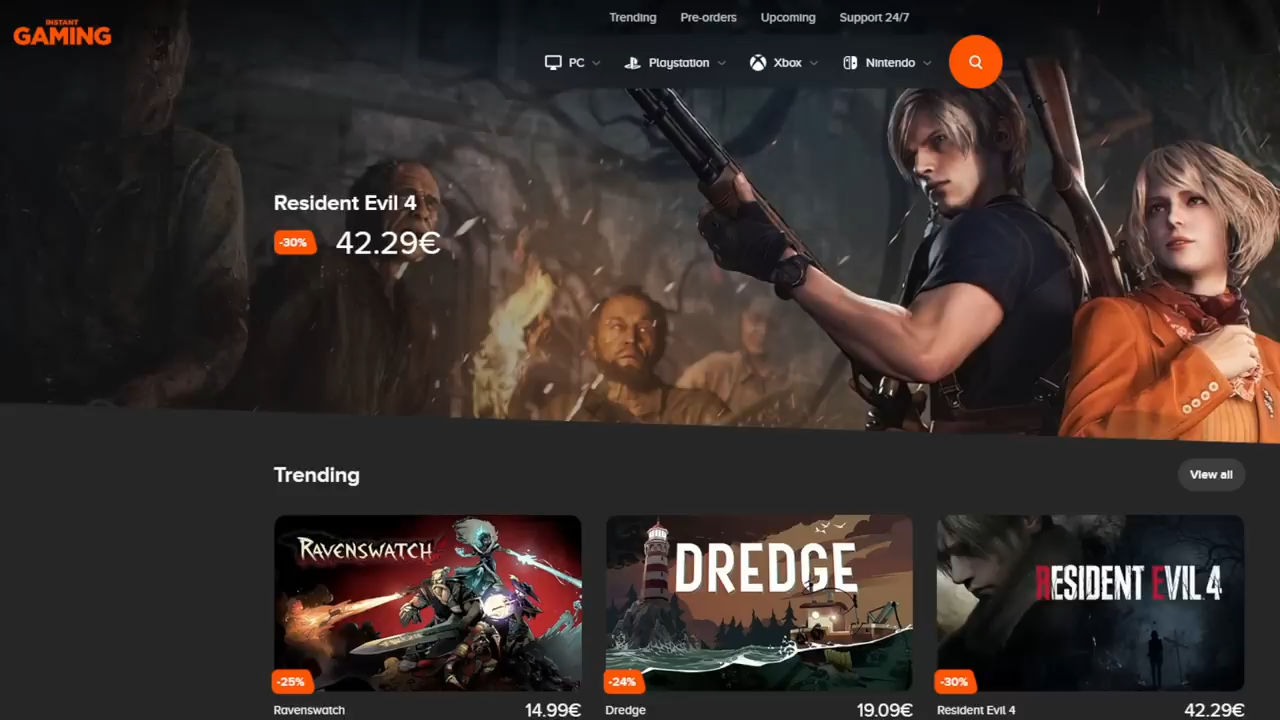 INSTANT
GAMING
Trending Pre-orders Upcoming Support 24/7
PC Playstation Xbox Nintendo
Resident Evil 4
-30% 42.29€
Trending
View all
RAVENSWATCH
DREDGE
RESIDENT EVIL 4
-25%
-24%
-30%
Ravenswatch 14.99€
Dredge 19.09€
Resident Evil 4 42.29€